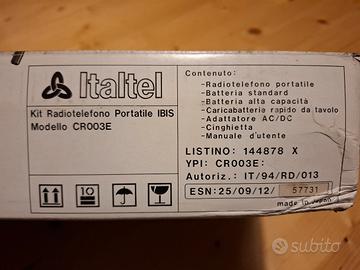 Italtel
Kit Radiotelefono Portatile IBIS
Modello CR003E
10
Contenuto:
-Radiotelefono portatile
-Batteria standard
-Batteria alta capacità
-Caricabatteria rapido da tavolo
-Adattatore AC/DC
-Cinghietta
-Manuale d'utente
LISTINO: 144878 X
YPI: CR003E:
Autoriz.: IT/94/RD/013
ESN: 25/09/12/ 57731
made in Japan
subito